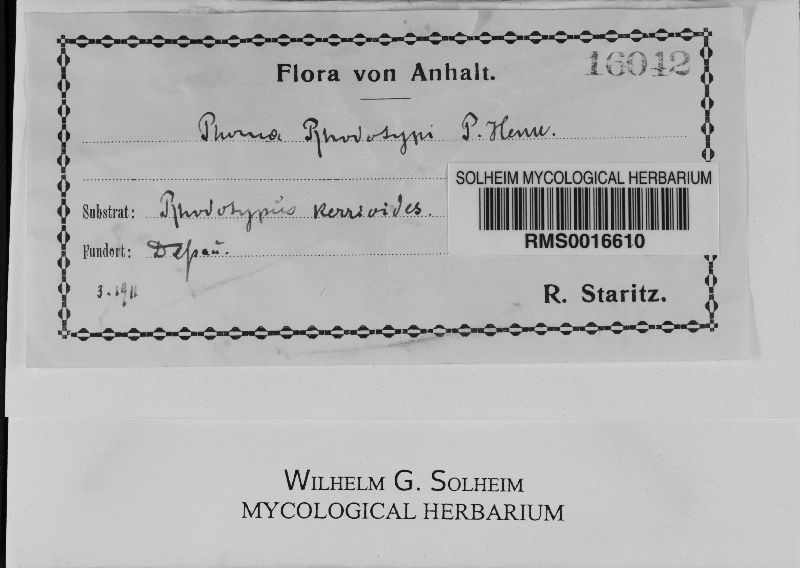 16042
Flora von Anhalt.
Phoma Rhodotypi P. Henn.
SOLHEIM MYCOLOGICAL HERBARIUM
Substrat: Rhodotypus kerrioides.
RMS0016610
Fundort: Dessau.
3. 1911
R. Staritz.
WILHELM G. SOLHEIM
MYCOLOGICAL HERBARIUM